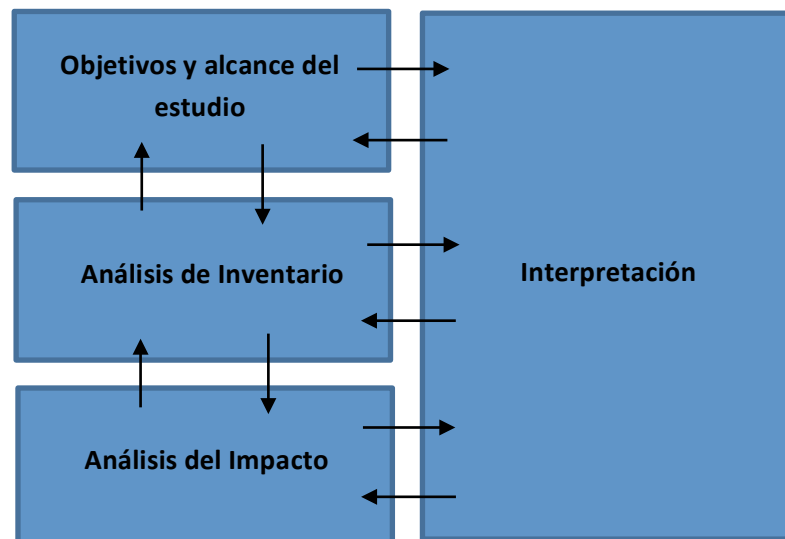 Objetivos y alcance del
estudio
Análisis de Inventario
Interpretación
Análisis del Impacto